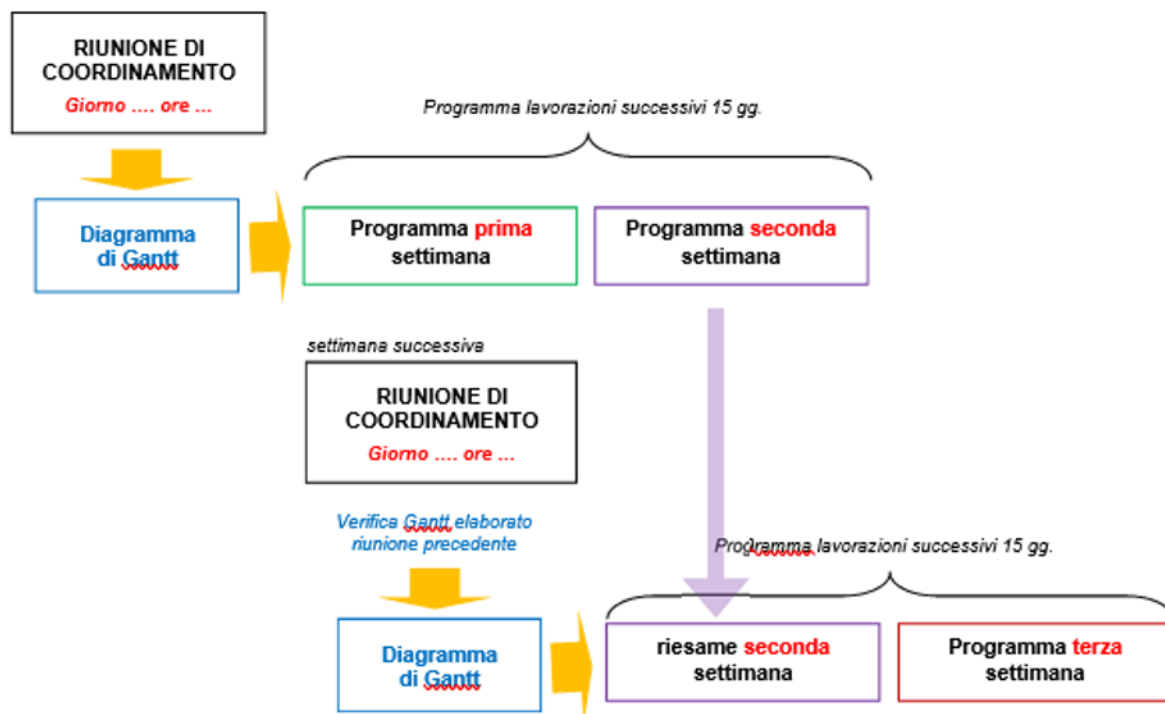 RIUNIONE DI
COORDINAMENTO
Giorno .... ore ...
Programma lavorazioni successivi 15 gg.
Diagramma
di Gantt
Programma prima
settimana
Programma seconda
settimana
settimana successiva
RIUNIONE DI
COORDINAMENTO
Giorno .... ore ...
Verifica Gantt elaborato
riunione precedente
Programma lavorazioni successivi 15 gg.
Diagramma
di Gantt
riesame seconda
settimana
Programma terza
settimana